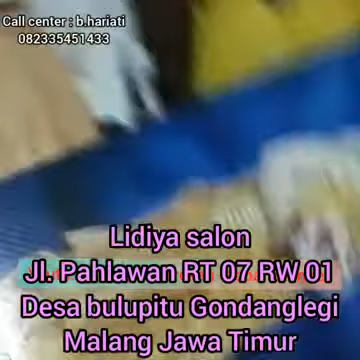 Call center : b.hariati
082335451433
Lidiya salon
Jl. Pahlawan RT 07 RW 01
Desa bulupitu Gondanglegi
Malang Jawa Timur